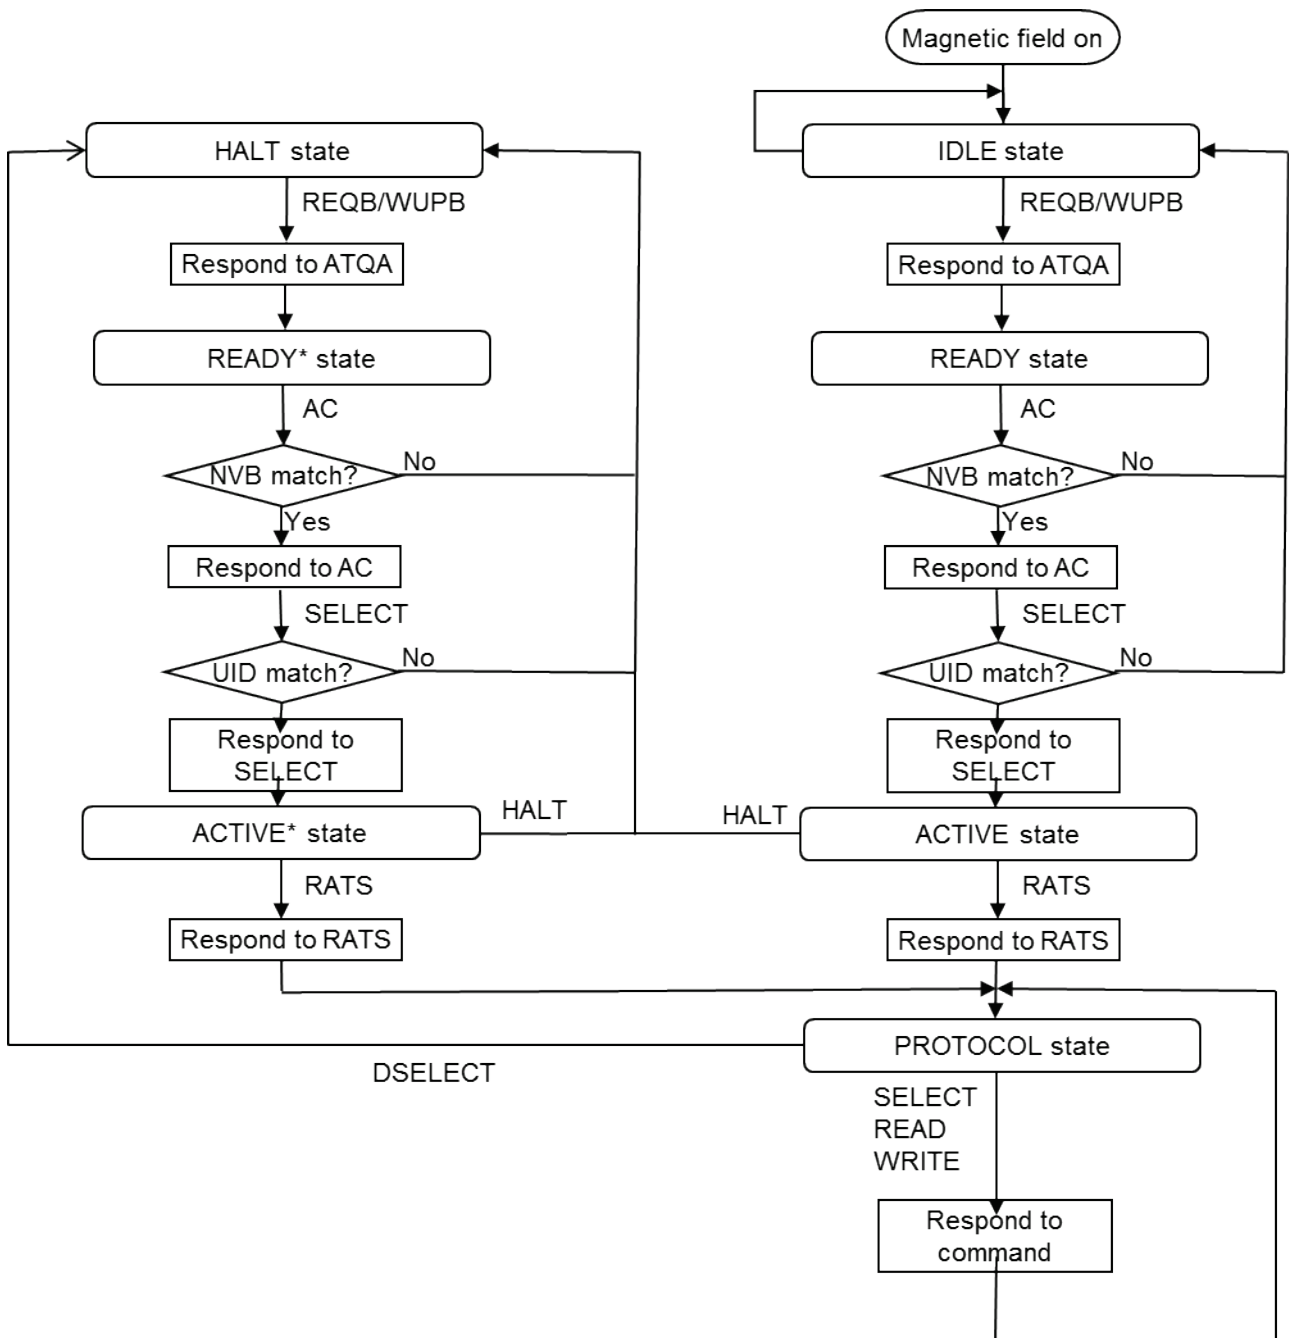 Magnetic field on
HALT state
IDLE state
REQB/WUPB
REQB/WUPB
Respond to ATQA
Respond to ATQA
READY* state
READY state
AC
AC
NVB match?
No
NVB match?
No
Yes
Yes
Respond to AC
Respond to AC
SELECT
SELECT
UID match?
No
UID match?
No
Respond to
SELECT
Respond to
SELECT
ACTIVE* state
HALT
HALT
ACTIVE state
RATS
RATS
Respond to RATS
Respond to RATS
PROTOCOL state
DSELECT
SELECT
READ
WRITE
Respond to
command